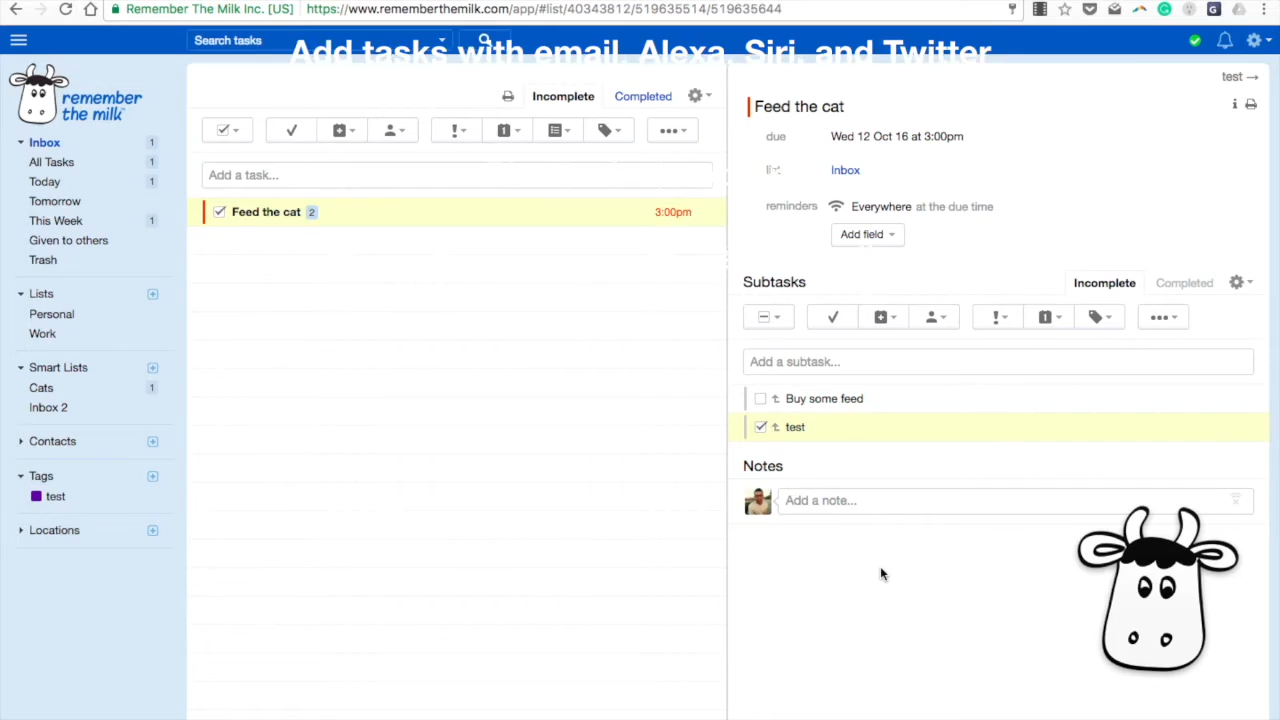 Remember The Milk Inc. [US]
https://www.rememberthemilk.com/app/#list/40343812/519635514/519635644
G
Search tasks
Add tasks with email, Alexa, Siri, and Twitter
remember
the milk
Inbox 1
All Tasks 1
Today 1
Tomorrow
This Week 1
Given to others
Trash
Lists
Personal
Work
Smart Lists
Cats 1
Inbox 2
Contacts
Tags
test
Locations
Incomplete
Completed
Add a task...
Feed the cat 2 3:00pm
test →
Feed the cat
due Wed 12 Oct 16 at 3:00pm
Inbox
reminders Everywhere at the due time
Add field
Subtasks
Incomplete
Completed
Add a subtask...
Buy some feed
test
Notes
Add a note...